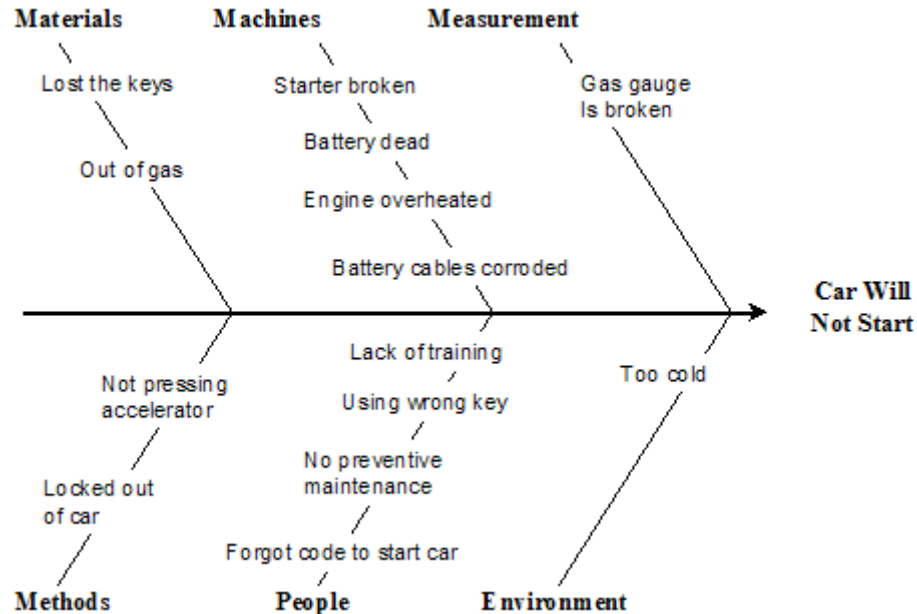 Materials
Machines
Measurement
Lost the keys
Starter broken
Gas gauge
Is broken
Battery dead
Out of gas
Engine overheated
Battery cables corroded
Car Will
Not Start
Lack of training
Too cold
Not pressing
accelerator
Using wrong key
No preventive
maintenance
Locked out
of car
Forgot code to start car
Methods
People
Environment